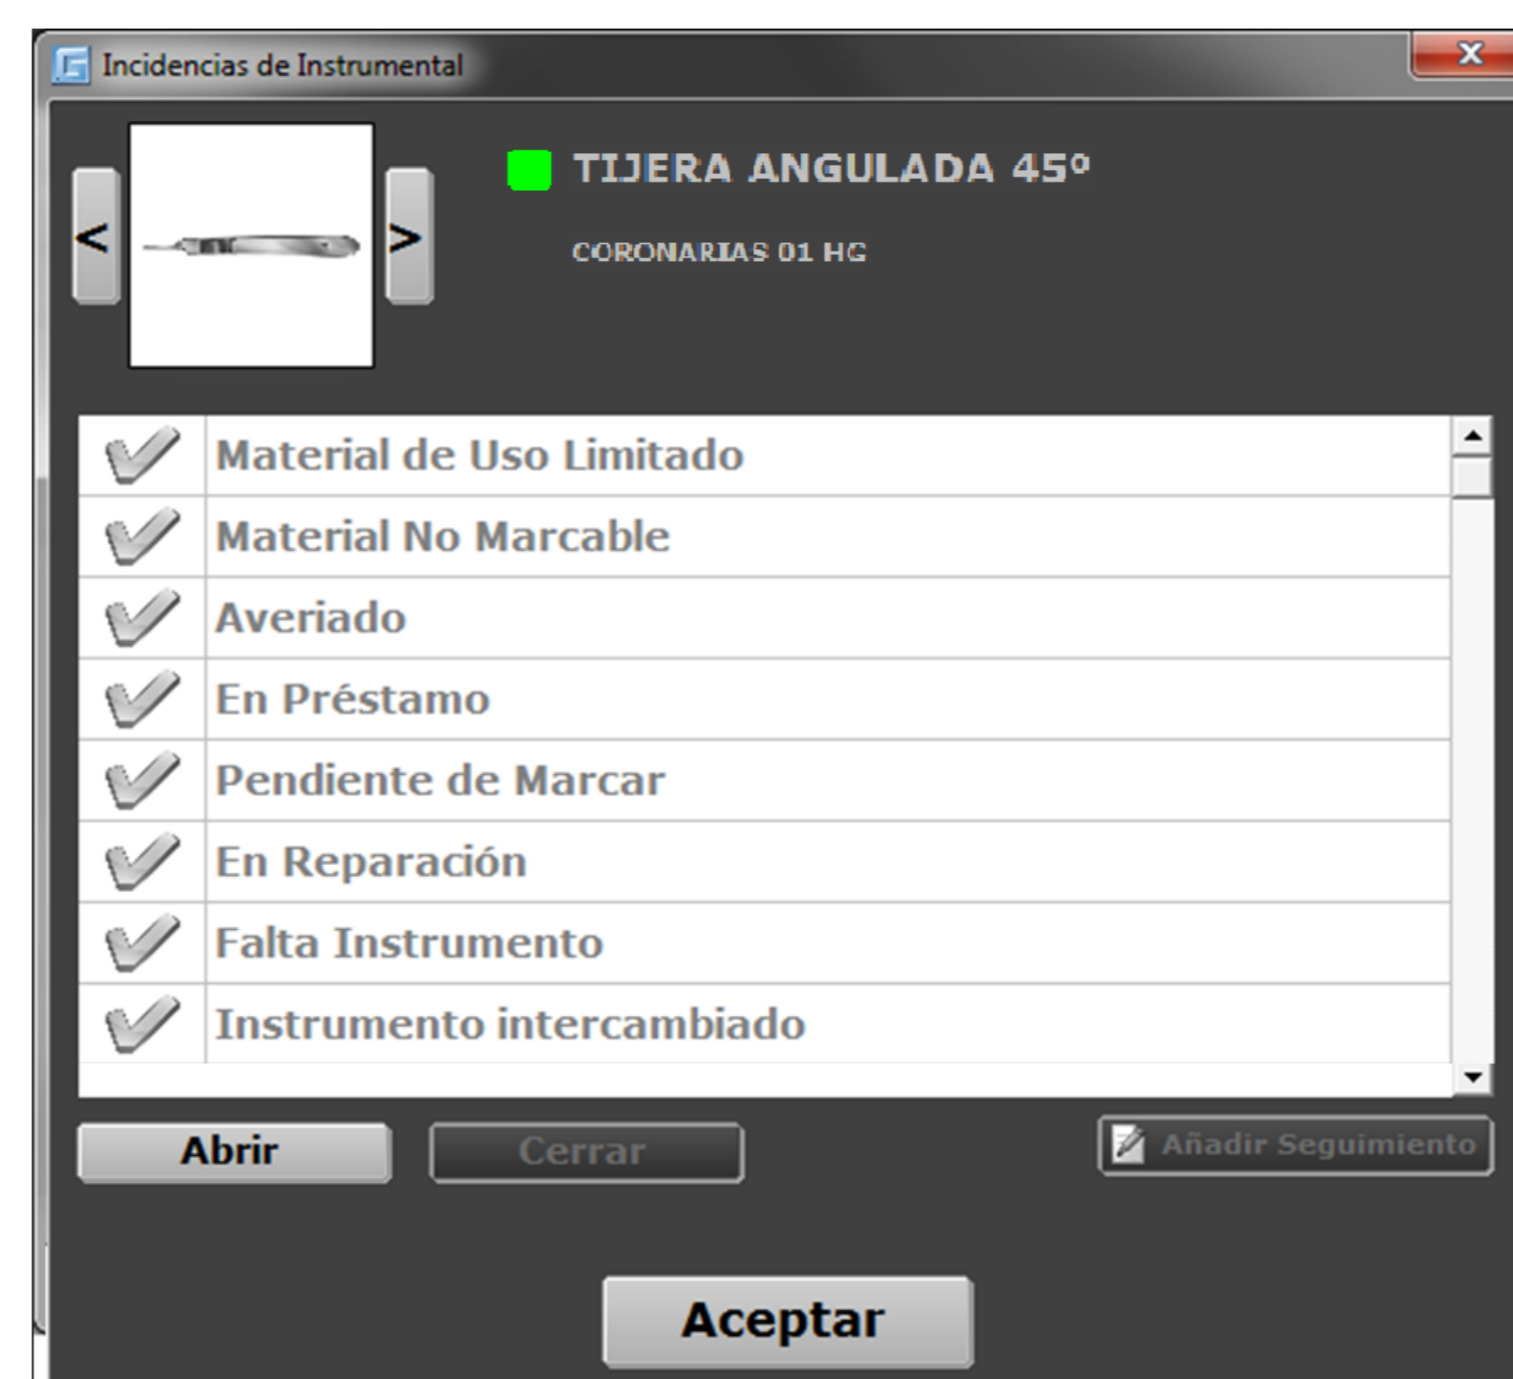 Incidencias de Instrumental
x
TIJERA ANGULADA 45º
< >
CORONARIAS 01 HG
Material de Uso Limitado
Material No Marcable
Averiado
En Préstamo
Pendiente de Marcar
En Reparación
Falta Instrumento
Instrumento intercambiado
Abrir Cerrar Añadir Seguimiento
Aceptar